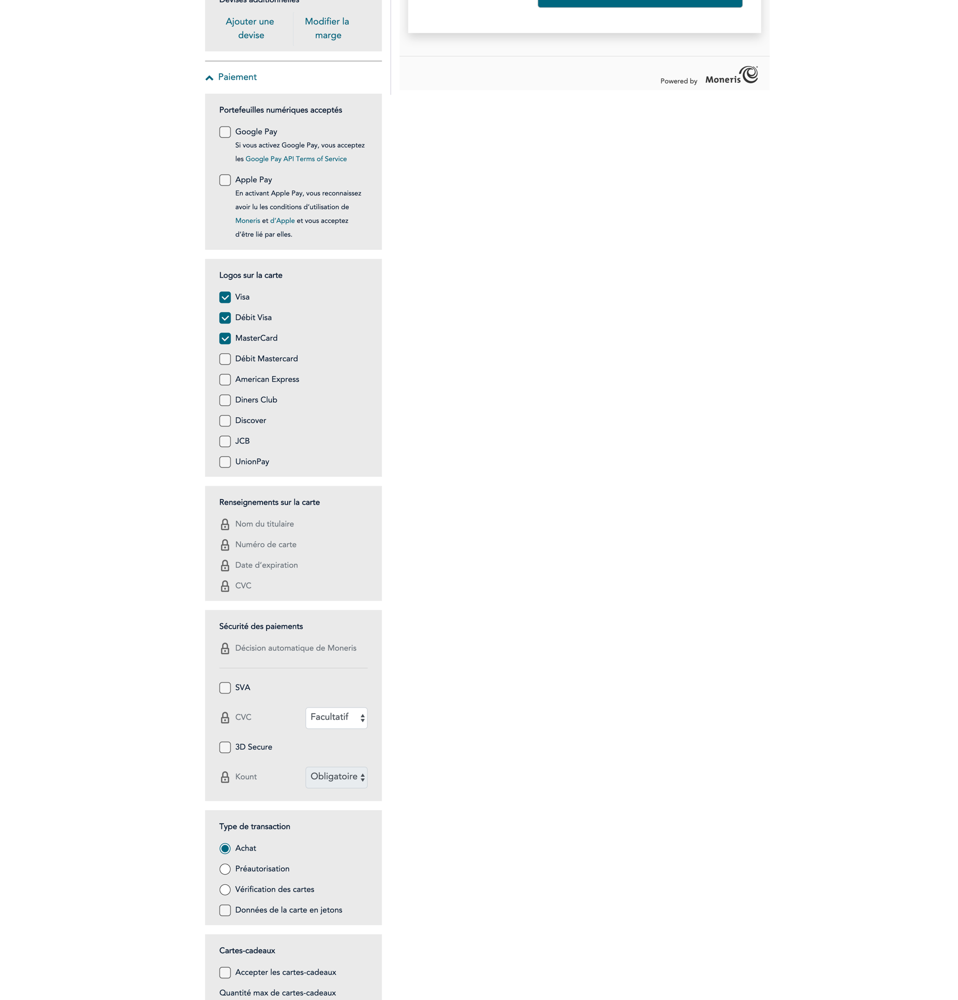 Devises additionnelles
Ajouter une
devise
Modifier la
marge
Powered by Moneris
Paiement
Portefeuilles numériques acceptés
Google Pay
Si vous activez Google Pay, vous acceptez
les Google Pay API Terms of Service
Apple Pay
En activant Apple Pay, vous reconnaissez
avoir lu les conditions d’utilisation de
Moneris et d’Apple et vous acceptez
d’être lié par elles.
Logos sur la carte
Visa
Débit Visa
MasterCard
Débit Mastercard
American Express
Diners Club
Discover
JCB
UnionPay
Renseignements sur la carte
Nom du titulaire
Numéro de carte
Date d’expiration
CVC
Sécurité des paiements
Décision automatique de Moneris
SVA
CVC Facultatif
3D Secure
Kount Obligatoire
Type de transaction
Achat
Préautorisation
Vérification des cartes
Données de la carte en jetons
Cartes-cadeaux
Accepter les cartes-cadeaux
Quantité max de cartes-cadeaux